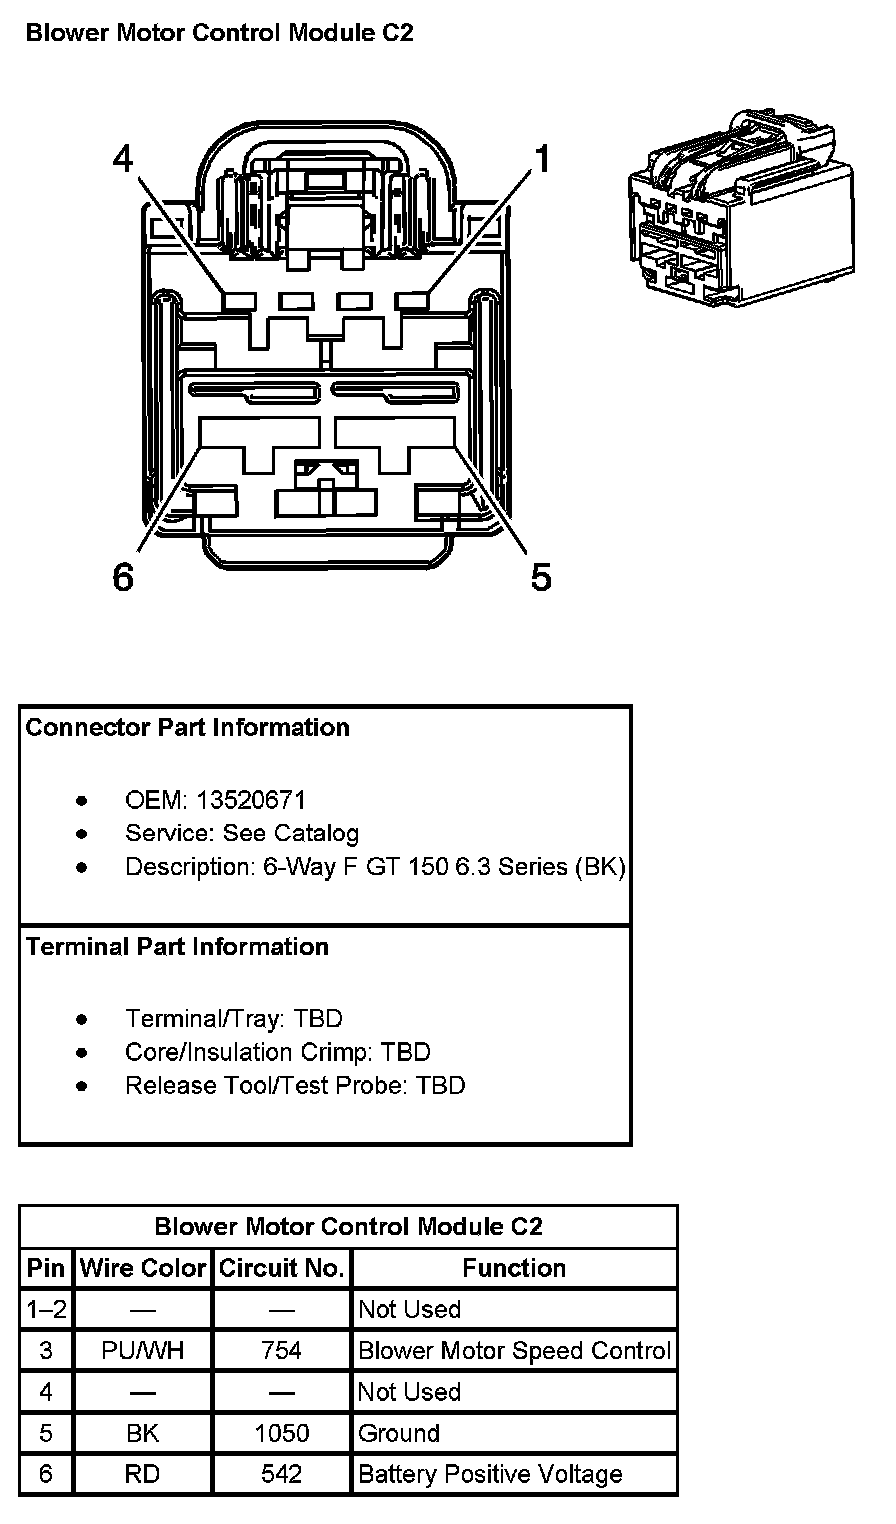 Blower Motor Control Module C2
4
1
6
5
Connector Part Information
• OEM: 13520671
• Service: See Catalog
• Description: 6-Way F GT 150 6.3 Series (BK)
Terminal Part Information
• Terminal/Tray: TBD
• Core/Insulation Crimp: TBD
• Release Tool/Test Probe: TBD
Blower Motor Control Module C2
Pin Wire Color Circuit No. Function
1–2 — — Not Used
3 PU/WH 754 Blower Motor Speed Control
4 — — Not Used
5 BK 1050 Ground
6 RD 542 Battery Positive Voltage